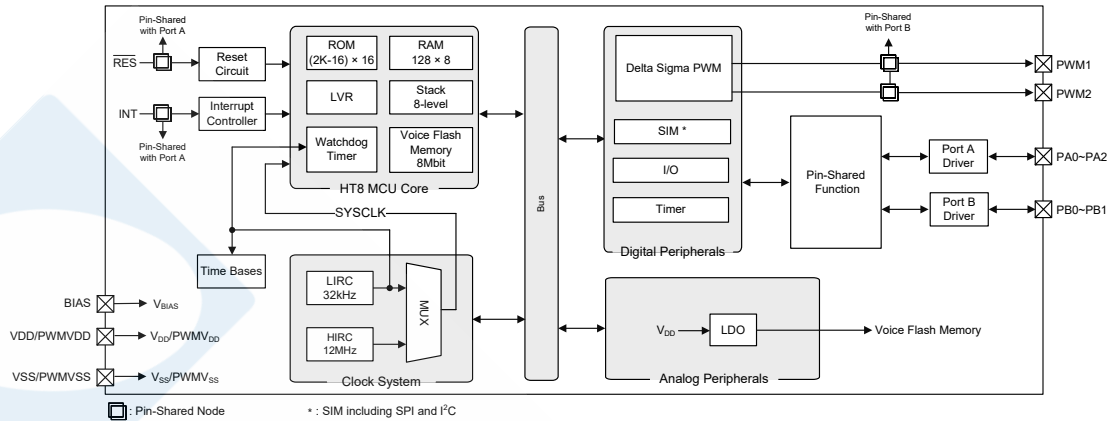 Pin-Shared
with Port A
RES
Reset
Circuit
INT
Interrupt
Controller
Pin-Shared
with Port A
ROM
(2K-16) × 16
RAM
128 × 8
LVR
Stack
8-level
Watchdog
Timer
Voice Flash
Memory
8Mbit
HT8 MCU Core
SYSCLK
Time Bases
LIRC
32kHz
HIRC
12MHz
MUX
Clock System
Bus
Delta Sigma PWM
SIM *
I/O
Timer
Digital Peripherals
Pin-Shared
with Port B
PWM1
PWM2
Pin-Shared
Function
Port A
Driver
PA0~PA2
Port B
Driver
PB0~PB1
VDD
LDO
Voice Flash Memory
Analog Peripherals
BIAS
VBIAS
VDD/PWMVDD
VDD/PWMVDD
VSS/PWMVSS
VSS/PWMVSS
: Pin-Shared Node
* : SIM including SPI and I²C